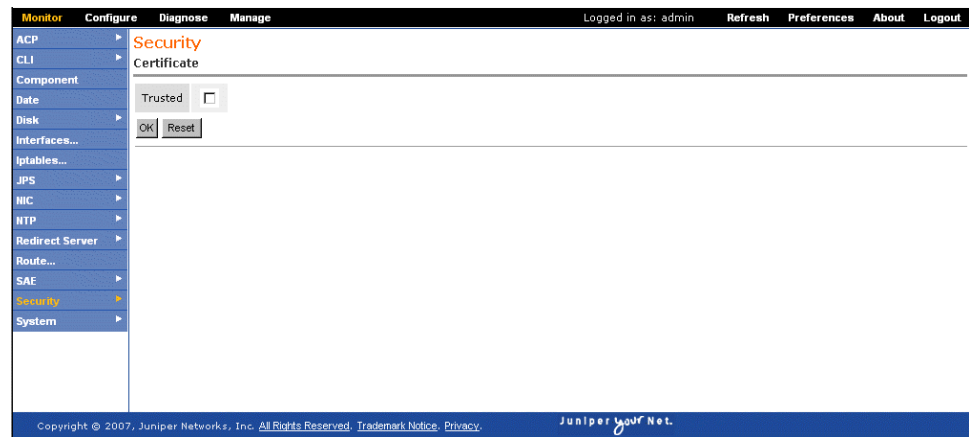 Monitor Configure Diagnose Manage Logged in as: admin Refresh Preferences About Logout
ACP
CLI
Component
Date
Disk
Interfaces...
Iptables...
JPS
NIC
NTP
Redirect Server
Route...
SAE
Security
System
Security
Certificate
Trusted
OK Reset
Copyright © 2007, Juniper Networks, Inc. All Rights Reserved. Trademark Notice. Privacy.
Juniper your Net.